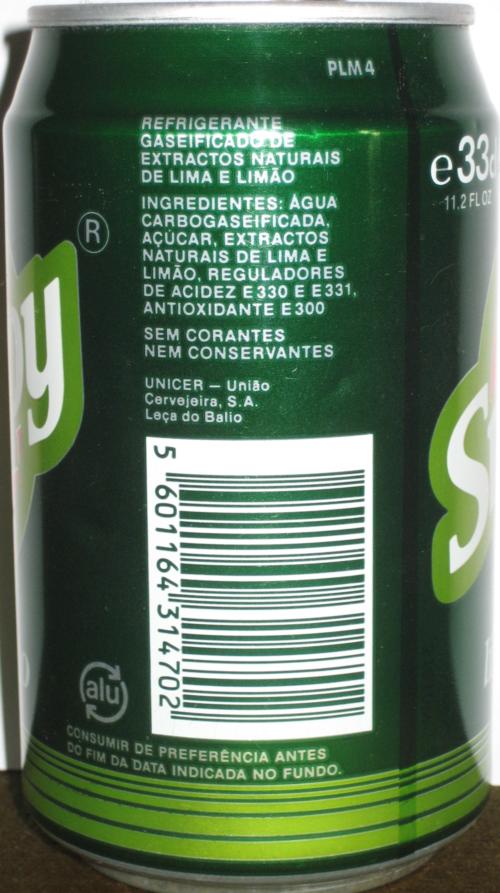 PLM 4
REFRIGERANTE
GASEIFICADO DE
EXTRACTOS NATURAIS
DE LIMA E LIMÃO
INGREDIENTES: ÁGUA
CARBOGASEIFICADA,
AÇÚCAR, EXTRACTOS
NATURAIS DE LIMA E
LIMÃO, REGULADORES
DE ACIDEZ E 330 E E 331,
ANTIOXIDANTE E 300
SEM CORANTES
NEM CONSERVANTES
UNICER – União
Cervejeira, S.A.
Leça do Balio
5 601164 314702
alu
CONSUMIR DE PREFERÊNCIA ANTES
DO FIM DA DATA INDICADA NO FUNDO.
®
e 33
11.2 FL OZ